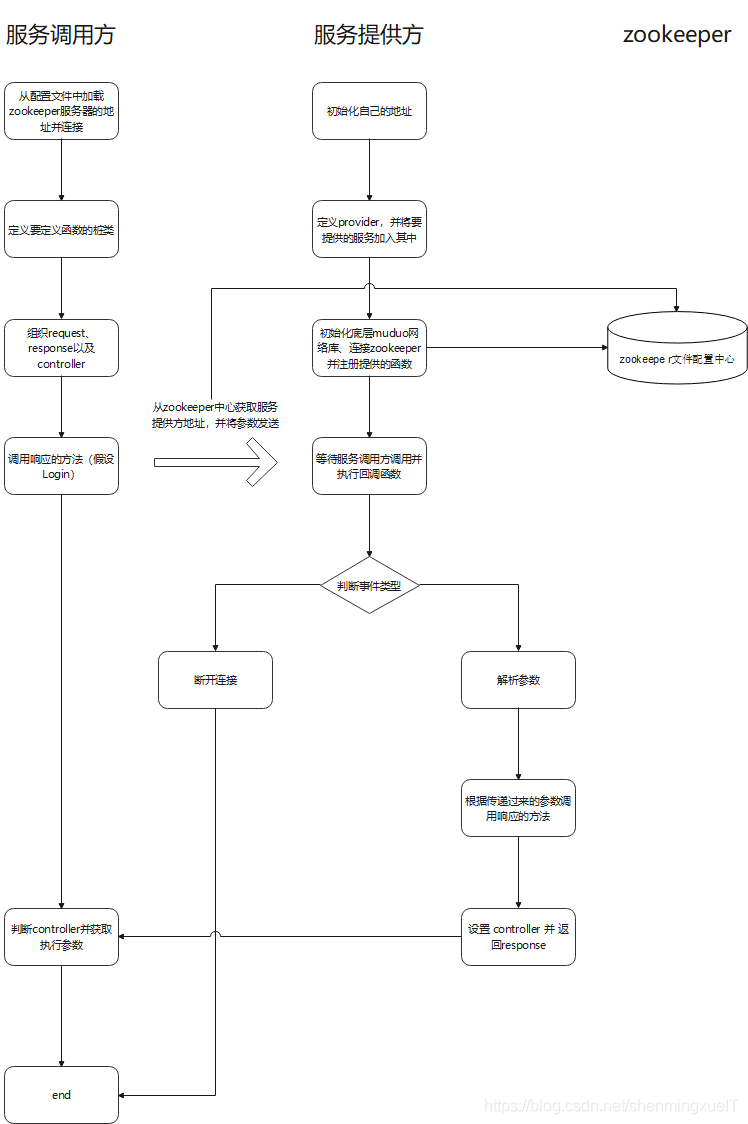 服务调用方
服务提供方
zookeeper
从配置文件中加载
zookeeper服务器的地
址并连接
初始化自己的地址
定义要定义函数的桩类
定义provider，并将要
提供的服务加入其中
组织request、
response以及
controller
初始化底层muduo网
络库、连接zookeeper
并注册提供的函数
zookeeper文件配置中心
从zookeeper中心获取服务
提供方地址，并将参数发送
调用响应的方法（假设
Login）
等待服务调用方调用并
执行回调函数
判断事件类型
断开连接
解析参数
根据传递过来的参数调
用响应的方法
判断controller并获取
执行参数
设置 controller 并 返
回response
end
https://blog.csdn.net/shenmingxueIT